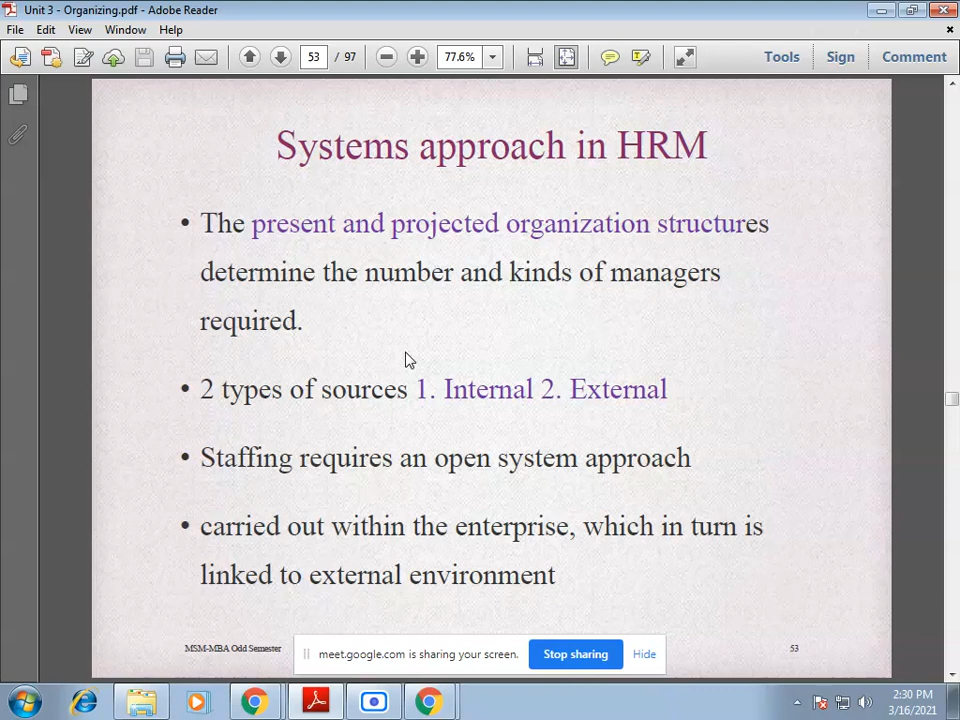 Unit 3 - Organizing.pdf - Adobe Reader
File Edit View Window Help
53 / 97 77.6% Tools Sign Comment
Systems approach in HRM
• The present and projected organization structures
determine the number and kinds of managers
required.
• 2 types of sources 1. Internal 2. External
• Staffing requires an open system approach
• carried out within the enterprise, which in turn is
linked to external environment
MSM-MBA Odd Semester 53
meet.google.com is sharing your screen. Stop sharing Hide
2:30 PM
3/16/2021